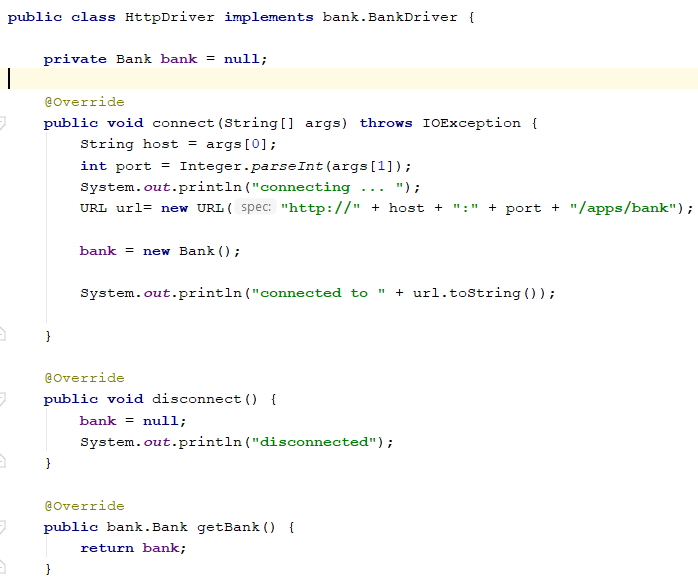 public class HttpDriver implements bank.BankDriver {
private Bank bank = null;
@Override
public void connect(String[] args) throws IOException {
String host = args[0];
int port = Integer.parseInt(args[1]);
System.out.println("connecting ... ");
URL url= new URL( spec: "http://" + host + ":" + port + "/apps/bank");
bank = new Bank();
System.out.println("connected to " + url.toString());
}
@Override
public void disconnect() {
bank = null;
System.out.println("disconnected");
}
@Override
public bank.Bank getBank() {
return bank;
}